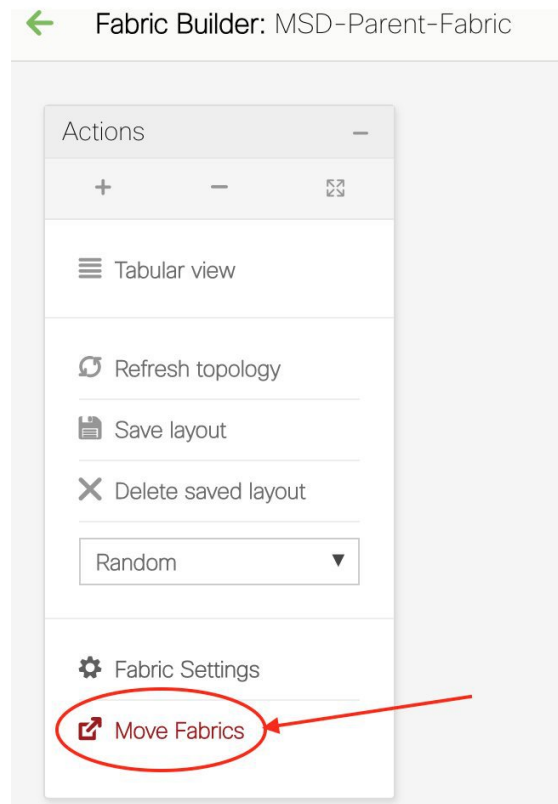 Fabric Builder: MSD-Parent-Fabric
Actions
Tabular view
Refresh topology
Save layout
Delete saved layout
Random
Fabric Settings
Move Fabrics